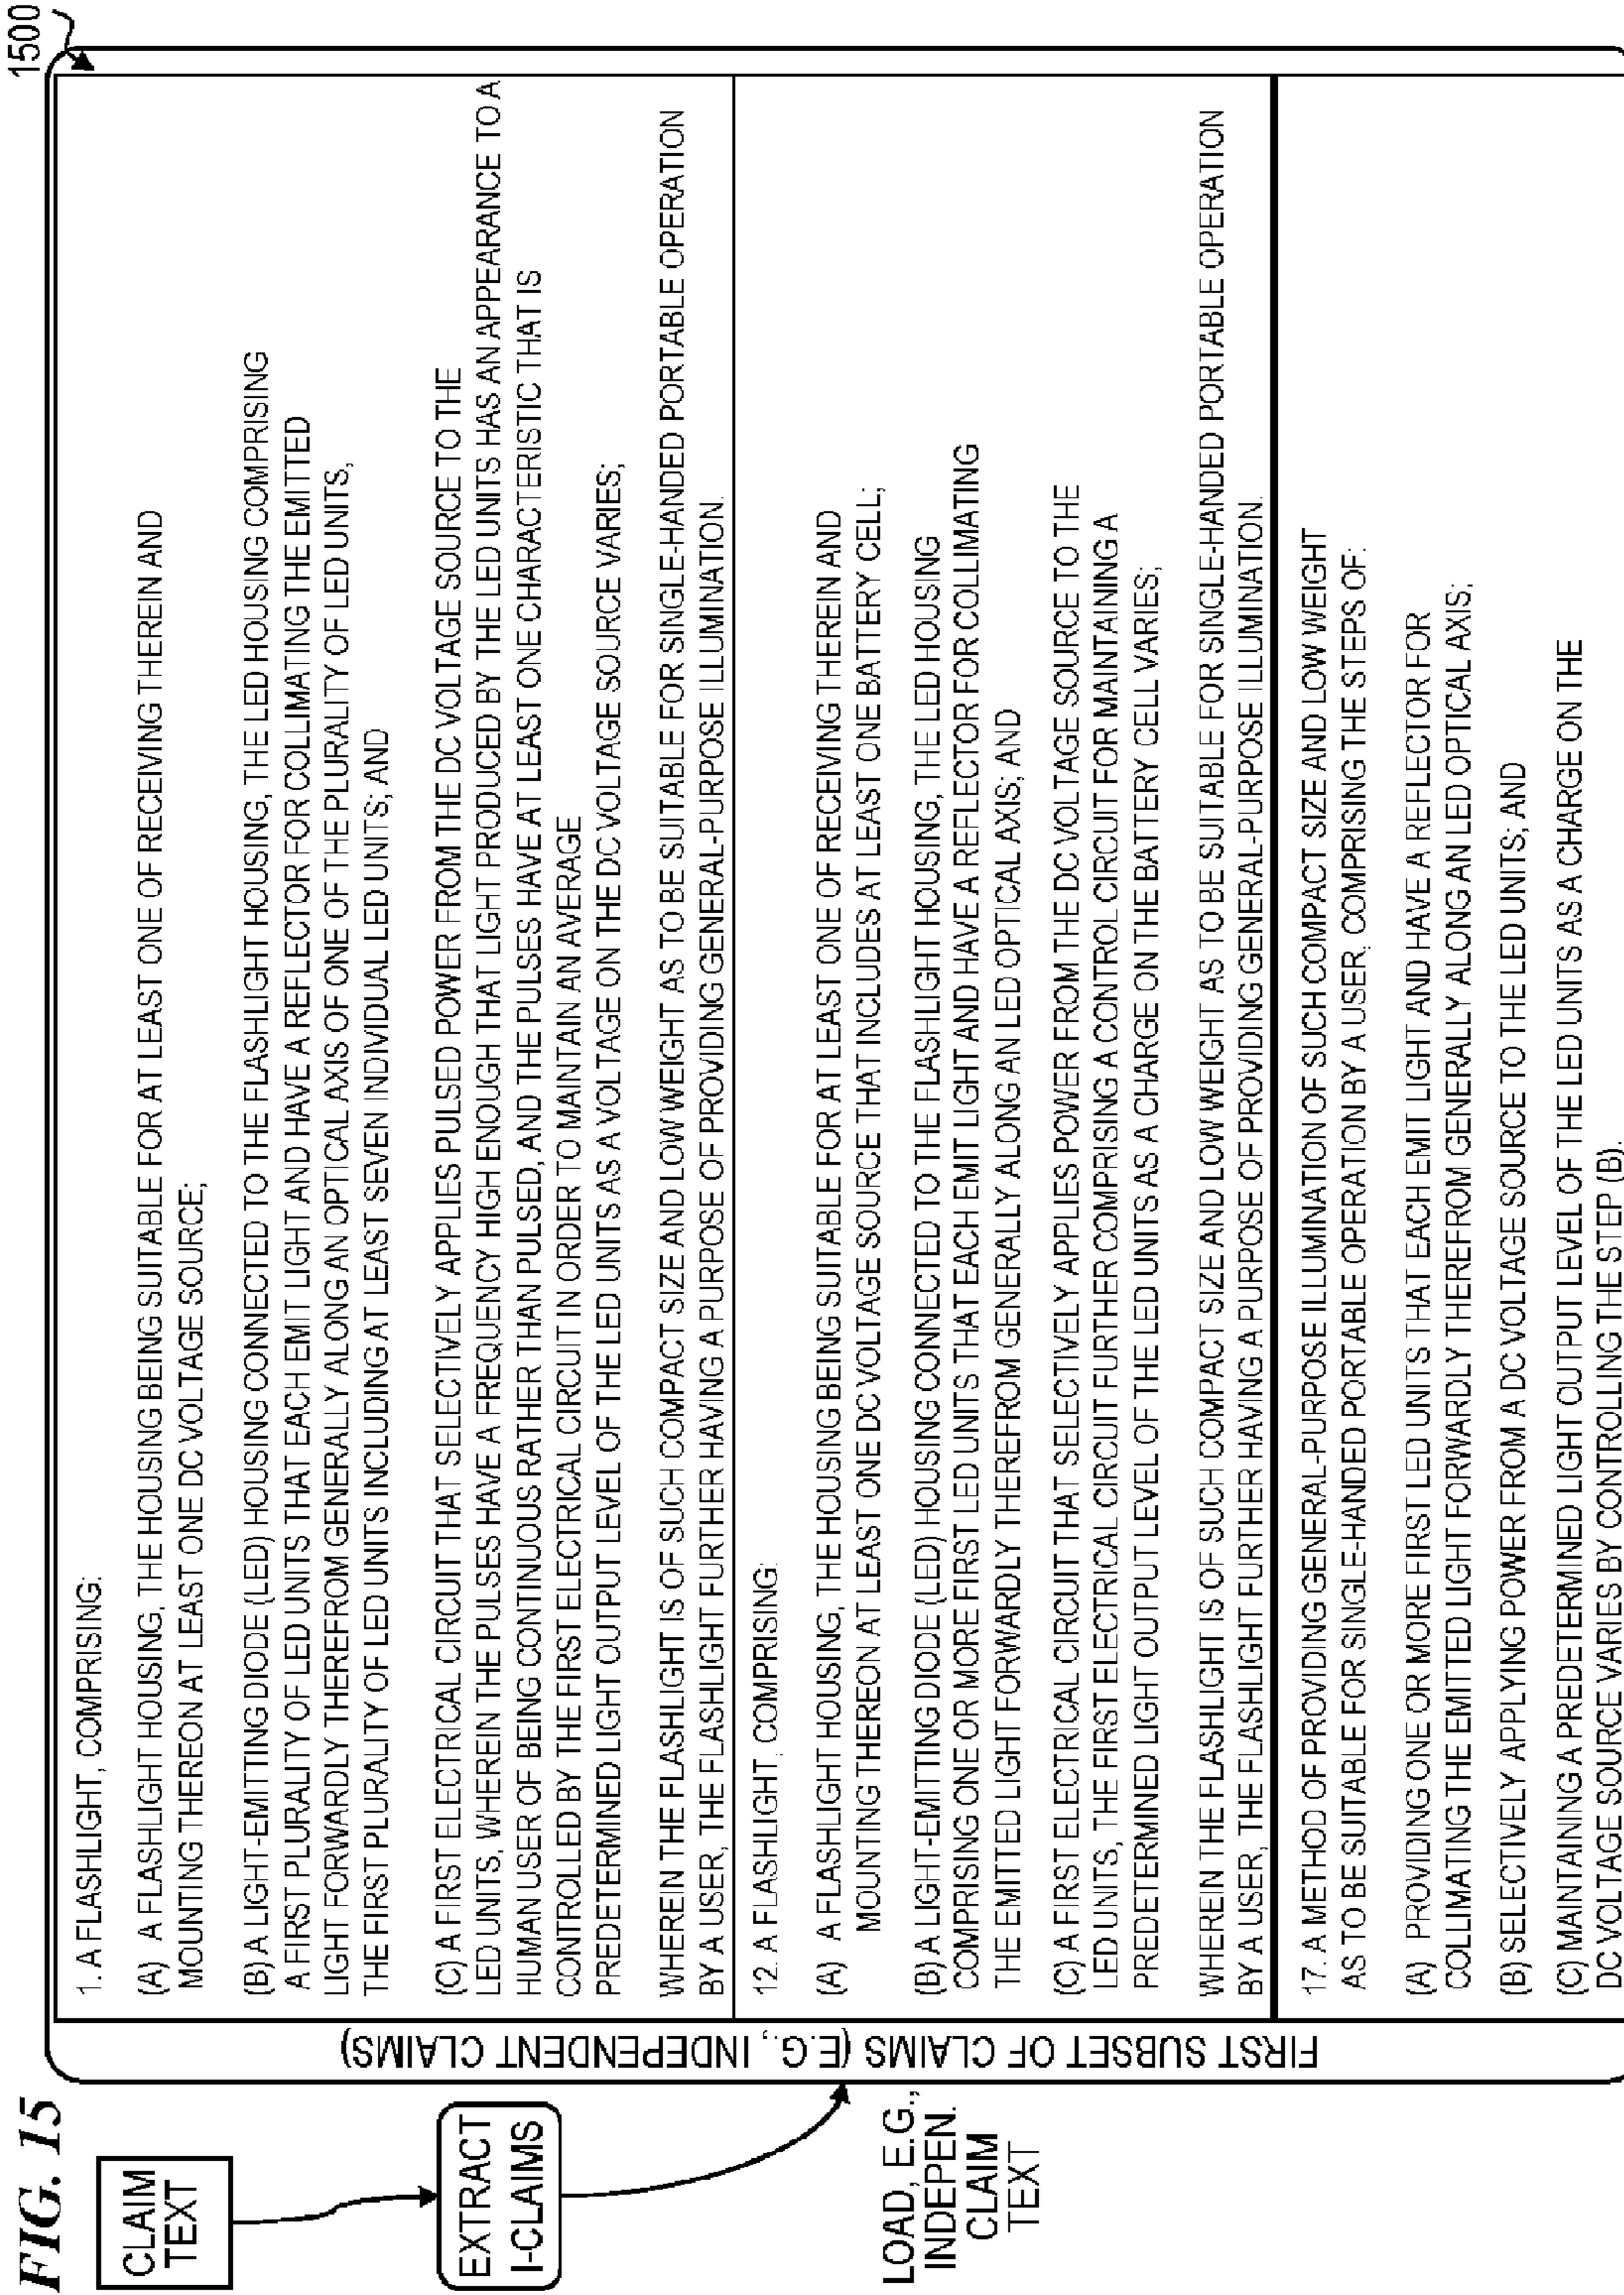 FIG. 15
1500
CLAIM
TEXT
EXTRACT
I-CLAIMS
LOAD, E.G.,
INDEPEN.
CLAIM
TEXT
FIRST SUBSET OF CLAIMS (E.G., INDEPENDENT CLAIMS)
1. A FLASHLIGHT, COMPRISING:
(A) A FLASHLIGHT HOUSING, THE HOUSING BEING SUITABLE FOR AT LEAST ONE OF RECEIVING THEREIN AND
MOUNTING THEREON AT LEAST ONE DC VOLTAGE SOURCE;
(B) A LIGHT-EMITTING DIODE (LED) HOUSING CONNECTED TO THE FLASHLIGHT HOUSING, THE LED HOUSING COMPRISING
A FIRST PLURALITY OF LED UNITS THAT EACH EMIT LIGHT AND HAVE A REFLECTOR FOR COLLIMATING THE EMITTED
LIGHT FORWARDLY THEREFROM GENERALLY ALONG AN OPTICAL AXIS OF ONE OF THE PLURALITY OF LED UNITS,
THE FIRST PLURALITY OF LED UNITS INCLUDING AT LEAST SEVEN INDIVIDUAL LED UNITS; AND
(C) A FIRST ELECTRICAL CIRCUIT THAT SELECTIVELY APPLIES PULSED POWER FROM THE DC VOLTAGE SOURCE TO THE
LED UNITS, WHEREIN THE PULSES HAVE A FREQUENCY HIGH ENOUGH THAT LIGHT PRODUCED BY THE LED UNITS HAS AN APPEARANCE TO A
HUMAN USER OF BEING CONTINUOUS RATHER THAN PULSED, AND THE PULSES HAVE AT LEAST ONE CHARACTERISTIC THAT IS
CONTROLLED BY THE FIRST ELECTRICAL CIRCUIT IN ORDER TO MAINTAIN AN AVERAGE
PREDETERMINED LIGHT OUTPUT LEVEL OF THE LED UNITS AS A VOLTAGE ON THE DC VOLTAGE SOURCE VARIES;
WHEREIN THE FLASHLIGHT IS OF SUCH COMPACT SIZE AND LOW WEIGHT AS TO BE SUITABLE FOR SINGLE-HANDED PORTABLE OPERATION
BY A USER, THE FLASHLIGHT FURTHER HAVING A PURPOSE OF PROVIDING GENERAL-PURPOSE ILLUMINATION.
12. A FLASHLIGHT, COMPRISING:
(A) A FLASHLIGHT HOUSING, THE HOUSING BEING SUITABLE FOR AT LEAST ONE OF RECEIVING THEREIN AND
MOUNTING THEREON AT LEAST ONE DC VOLTAGE SOURCE THAT INCLUDES AT LEAST ONE BATTERY CELL;
(B) A LIGHT-EMITTING DIODE (LED) HOUSING CONNECTED TO THE FLASHLIGHT HOUSING, THE LED HOUSING
COMPRISING ONE OR MORE FIRST LED UNITS THAT EACH EMIT LIGHT AND HAVE A REFLECTOR FOR COLLIMATING
THE EMITTED LIGHT FORWARDLY THEREFROM GENERALLY ALONG AN LED OPTICAL AXIS; AND
(C) A FIRST ELECTRICAL CIRCUIT THAT SELECTIVELY APPLIES POWER FROM THE DC VOLTAGE SOURCE TO THE
LED UNITS, THE FIRST ELECTRICAL CIRCUIT FURTHER COMPRISING A CONTROL CIRCUIT FOR MAINTAINING A
PREDETERMINED LIGHT OUTPUT LEVEL OF THE LED UNITS AS A CHARGE ON THE BATTERY CELL VARIES;
WHEREIN THE FLASHLIGHT IS OF SUCH COMPACT SIZE AND LOW WEIGHT AS TO BE SUITABLE FOR SINGLE-HANDED PORTABLE OPERATION
BY A USER, THE FLASHLIGHT FURTHER HAVING A PURPOSE OF PROVIDING GENERAL-PURPOSE ILLUMINATION.
17. A METHOD OF PROVIDING GENERAL-PURPOSE ILLUMINATION OF SUCH COMPACT SIZE AND LOW WEIGHT
AS TO BE SUITABLE FOR SINGLE-HANDED PORTABLE OPERATION BY A USER, COMPRISING THE STEPS OF:
(A) PROVIDING ONE OR MORE FIRST LED UNITS THAT EACH EMIT LIGHT AND HAVE A REFLECTOR FOR
COLLIMATING THE EMITTED LIGHT FORWARDLY THEREFROM GENERALLY ALONG AN LED OPTICAL AXIS;
(B) SELECTIVELY APPLYING POWER FROM A DC VOLTAGE SOURCE TO THE LED UNITS; AND
(C) MAINTAINING A PREDETERMINED LIGHT OUTPUT LEVEL OF THE LED UNITS AS A CHARGE ON THE
DC VOLTAGE SOURCE VARIES BY CONTROLLING THE STEP (B).